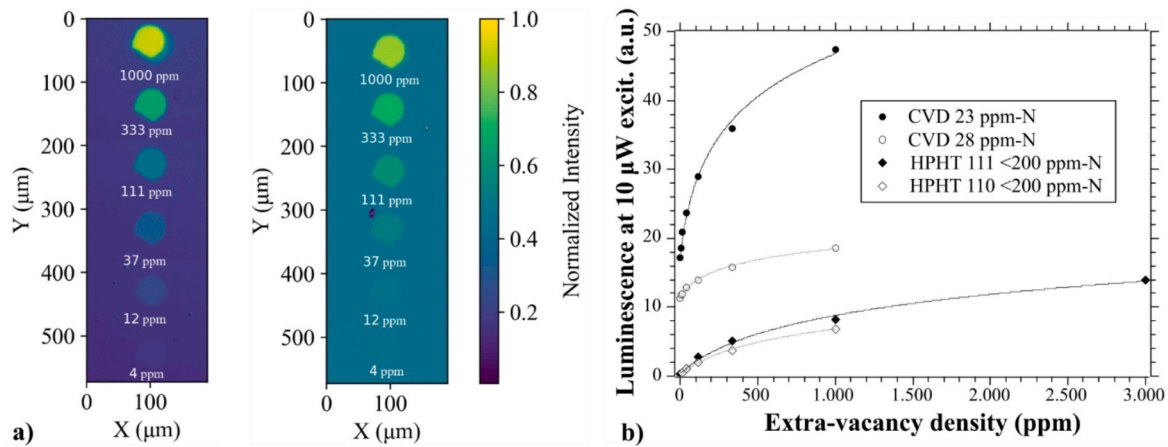 0
100
200
300
400
500
Y (μm)
1000 ppm
333 ppm
111 ppm
37 ppm
12 ppm
4 ppm
0
100
X (μm)
a)
0
100
200
300
400
500
Y (μm)
1000 ppm
333 ppm
111 ppm
37 ppm
12 ppm
4 ppm
0
100
X (μm)
1.0
0.8
0.6
0.4
0.2
Normalized Intensity
Luminescence at 10 μW excit. (a.u.)
50
40
30
20
10
0
CVD 23 ppm-N
CVD 28 ppm-N
HPHT 111 <200 ppm-N
HPHT 110 <200 ppm-N
0
500
1.000
1.500
2.000
2.500
3.000
Extra-vacancy density (ppm)
b)